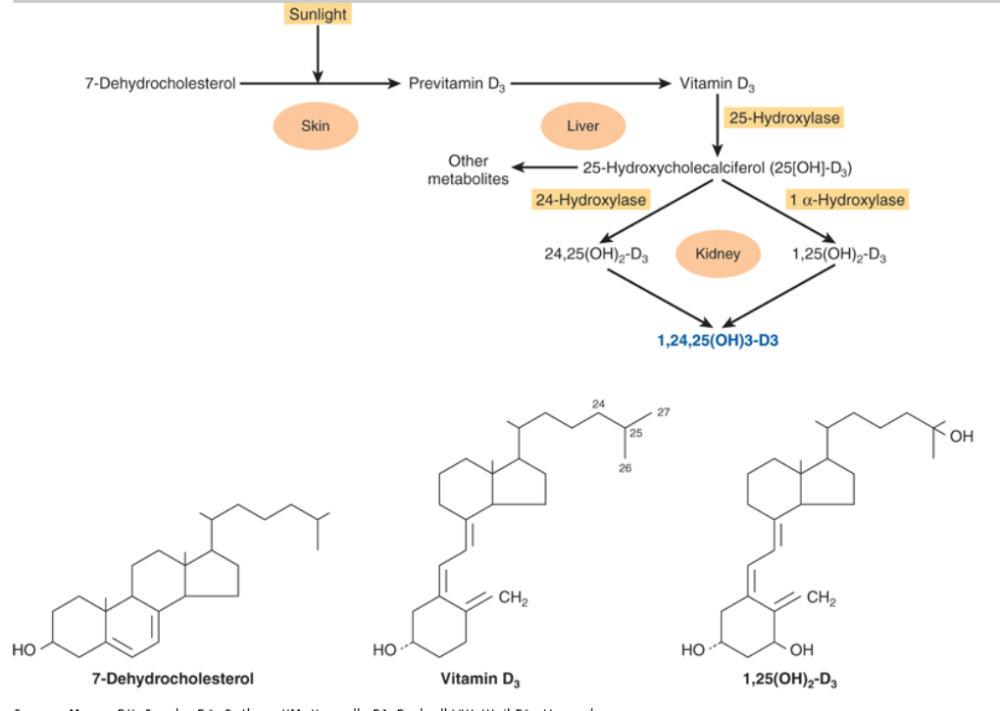 Sunlight
7-Dehydrocholesterol
Previtamin D₃
Vitamin D₃
Skin
Liver
25-Hydroxylase
Other
metabolites
25-Hydroxycholecalciferol (25[OH]-D₃)
24-Hydroxylase
1 α-Hydroxylase
24,25(OH)₂-D₃
Kidney
1,25(OH)₂-D₃
1,24,25(OH)3-D3
24
27
25
26
OH
CH₂
CH₂
HO
HO
HO
OH
7-Dehydrocholesterol
Vitamin D₃
1,25(OH)₂-D₃